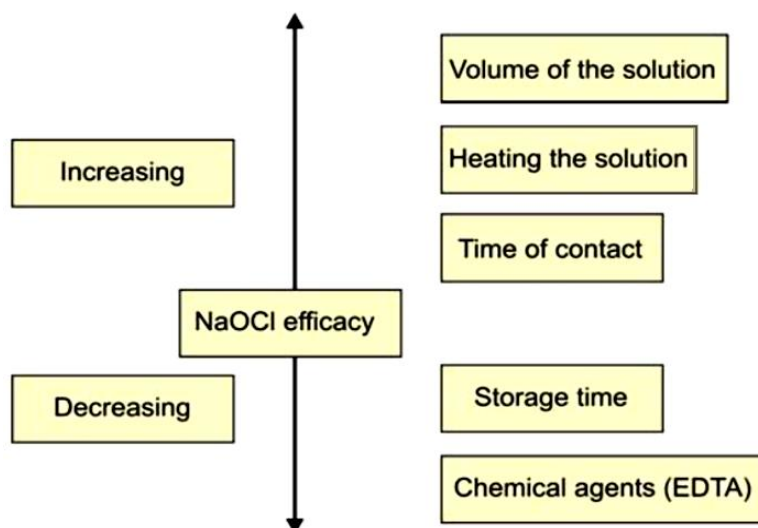 Volume of the solution
Increasing
Heating the solution
Time of contact
NaOCl efficacy
Decreasing
Storage time
Chemical agents (EDTA)